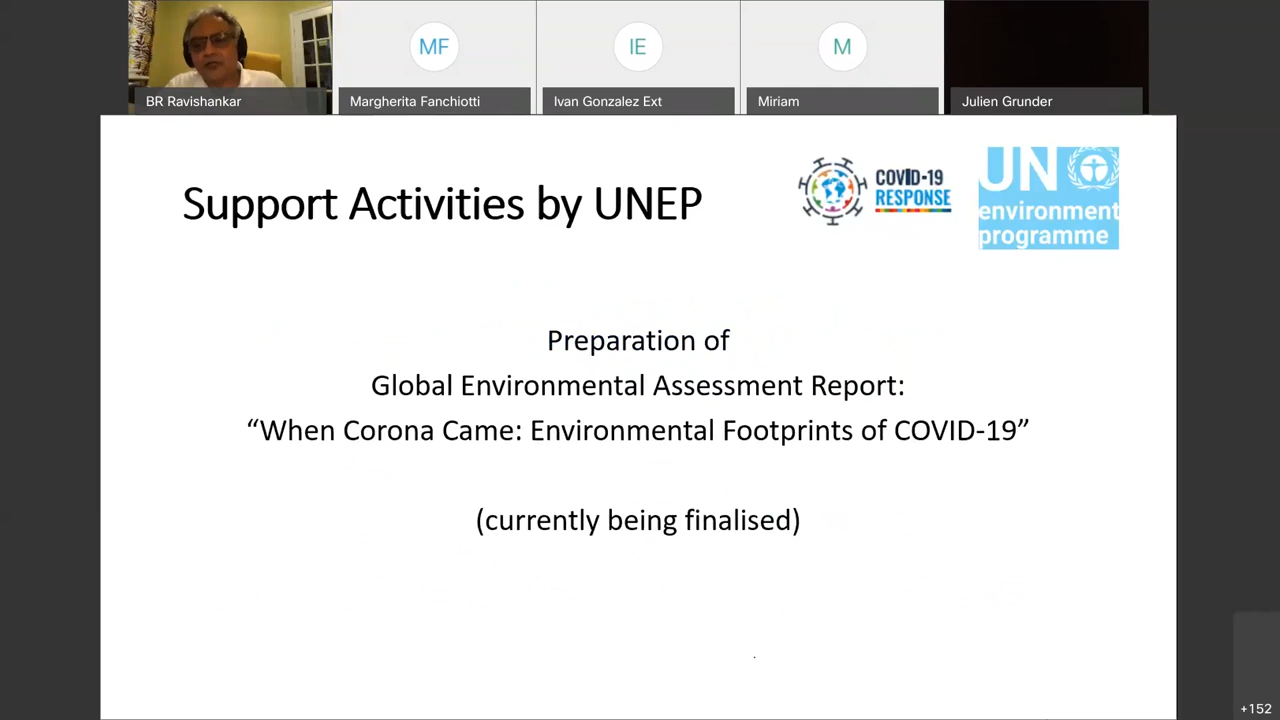 MF
IE
M
BR Ravishankar
Margherita Fanchiotti
Ivan Gonzalez Ext
Miriam
Julien Grunder
Support Activities by UNEP
COVID-19
RESPONSE
UN
environment
programme
Preparation of
Global Environmental Assessment Report:
“When Corona Came: Environmental Footprints of COVID-19”
(currently being finalised)
+152